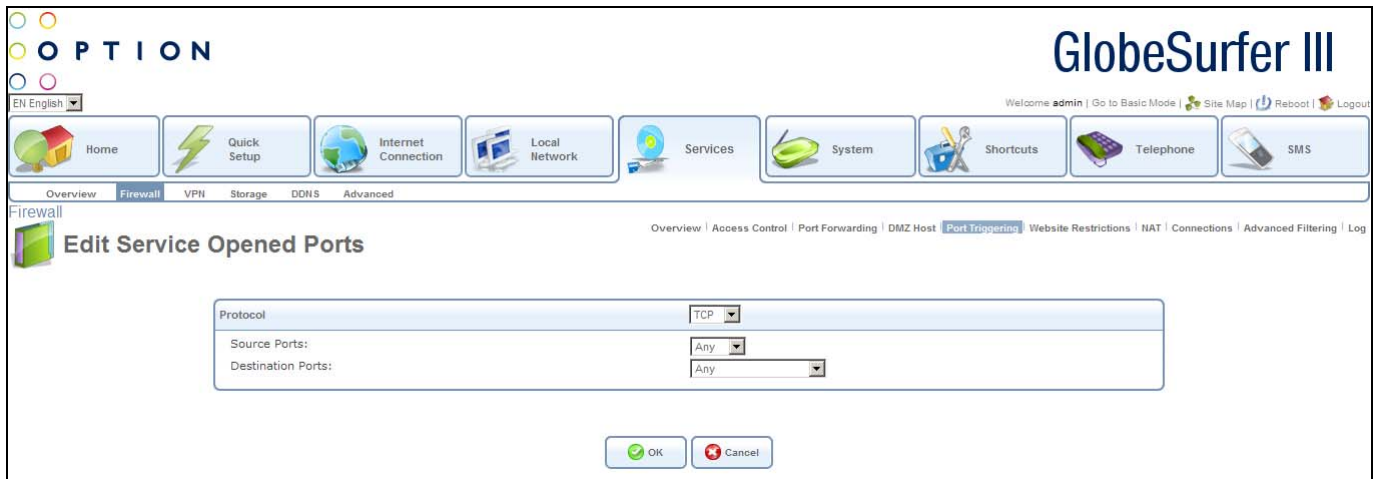 OPTION
GlobeSurfer III
EN English
Welcome admin | Go to Basic Mode | Site Map | Reboot | Logout
Home
Quick Setup
Internet Connection
Local Network
Services
System
Shortcuts
Telephone
SMS
Overview Firewall VPN Storage DDNS Advanced
Firewall
Edit Service Opened Ports
Overview | Access Control | Port Forwarding | DMZ Host | Port Triggering | Website Restrictions | NAT | Connections | Advanced Filtering | Log
Protocol TCP
Source Ports: Any
Destination Ports: Any
OK Cancel